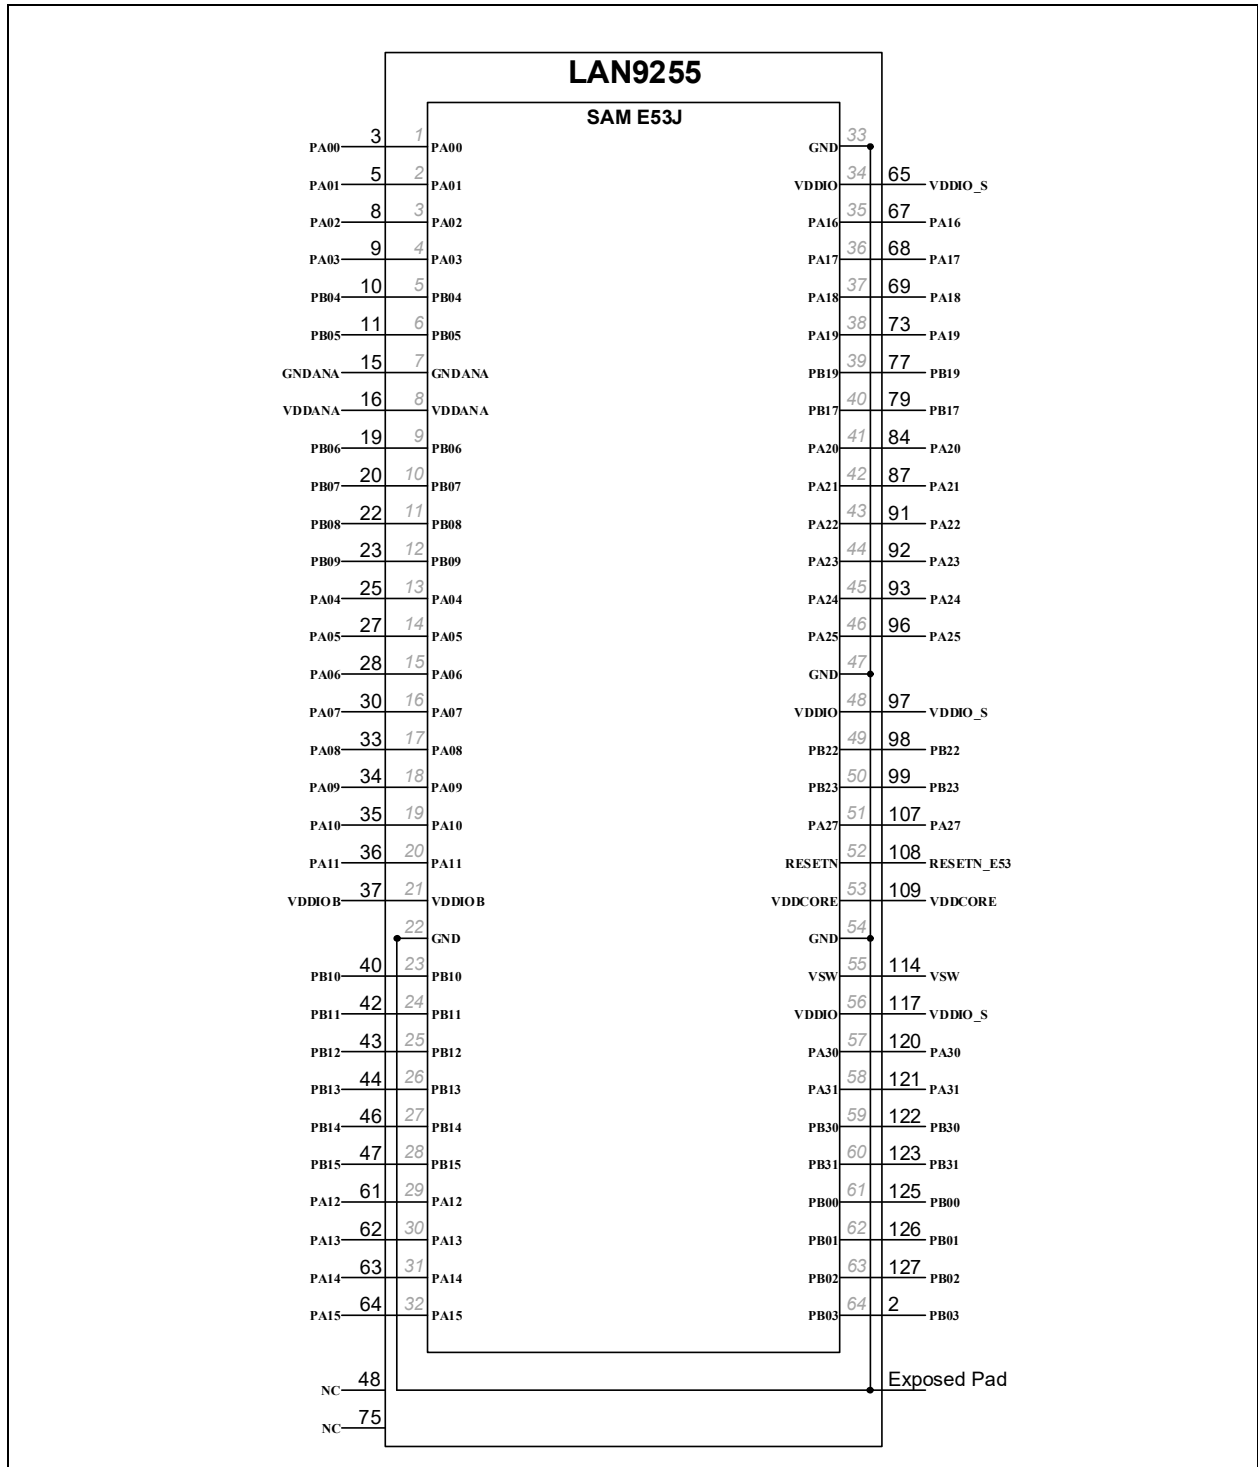 LAN9255
SAM E53J
PA00 3 1 PA00 GND 33
PA01 5 2 PA01 VDDIO 34 65 VDDIO_S
PA02 8 3 PA02 PA16 35 67 PA16
PA03 9 4 PA03 PA17 36 68 PA17
PB04 10 5 PB04 PA18 37 69 PA18
PB05 11 6 PB05 PA19 38 73 PA19
GNDANA 15 7 GNDANA PB19 39 77 PB19
VDDANA 16 8 VDDANA PB17 40 79 PB17
PB06 19 9 PB06 PA20 41 84 PA20
PB07 20 10 PB07 PA21 42 87 PA21
PB08 22 11 PB08 PA22 43 91 PA22
PB09 23 12 PB09 PA23 44 92 PA23
PA04 25 13 PA04 PA24 45 93 PA24
PA05 27 14 PA05 PA25 46 96 PA25
PA06 28 15 PA06 GND 47
PA07 30 16 PA07 VDDIO 48 97 VDDIO_S
PA08 33 17 PA08 PB22 49 98 PB22
PA09 34 18 PA09 PB23 50 99 PB23
PA10 35 19 PA10 PA27 51 107 PA27
PA11 36 20 PA11 RESETN 52 108 RESETN_E53
VDDIOB 37 21 VDDIOB VDDCORE 53 109 VDDCORE
22 GND GND 54
PB10 40 23 PB10 VSW 55 114 VSW
PB11 42 24 PB11 VDDIO 56 117 VDDIO_S
PB12 43 25 PB12 PA30 57 120 PA30
PB13 44 26 PB13 PA31 58 121 PA31
PB14 46 27 PB14 PB30 59 122 PB30
PB15 47 28 PB15 PB31 60 123 PB31
PA12 61 29 PA12 PB00 61 125 PB00
PA13 62 30 PA13 PB01 62 126 PB01
PA14 63 31 PA14 PB02 63 127 PB02
PA15 64 32 PA15 PB03 64 2 PB03
NC 48 Exposed Pad
NC 75